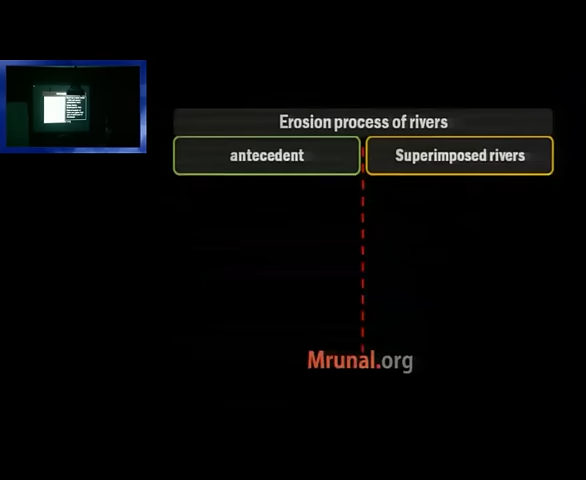 Erosion process of rivers
antecedent
Superimposed rivers
Mrunal.org